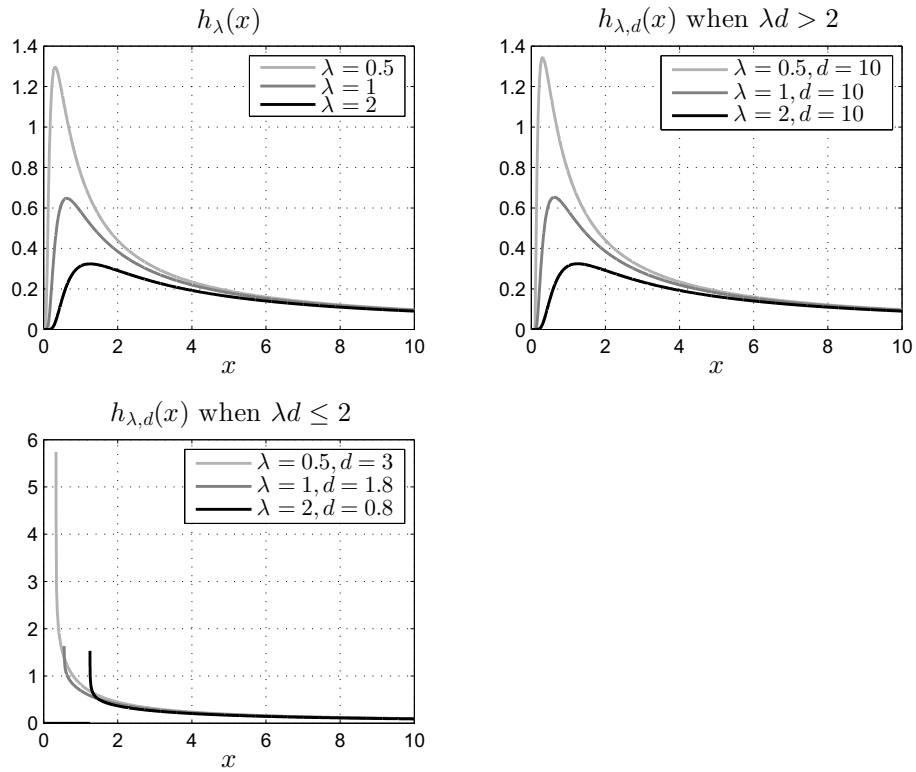 h_λ(x)
1.4
1.2
1
0.8
0.6
0.4
0.2
0
0 2 4 6 8 10
x
λ = 0.5
λ = 1
λ = 2
h_{λ,d}(x) when λd > 2
1.4
1.2
1
0.8
0.6
0.4
0.2
0
0 2 4 6 8 10
x
λ = 0.5, d = 10
λ = 1, d = 10
λ = 2, d = 10
h_{λ,d}(x) when λd ≤ 2
6
5
4
3
2
1
0
0 2 4 6 8 10
x
λ = 0.5, d = 3
λ = 1, d = 1.8
λ = 2, d = 0.8